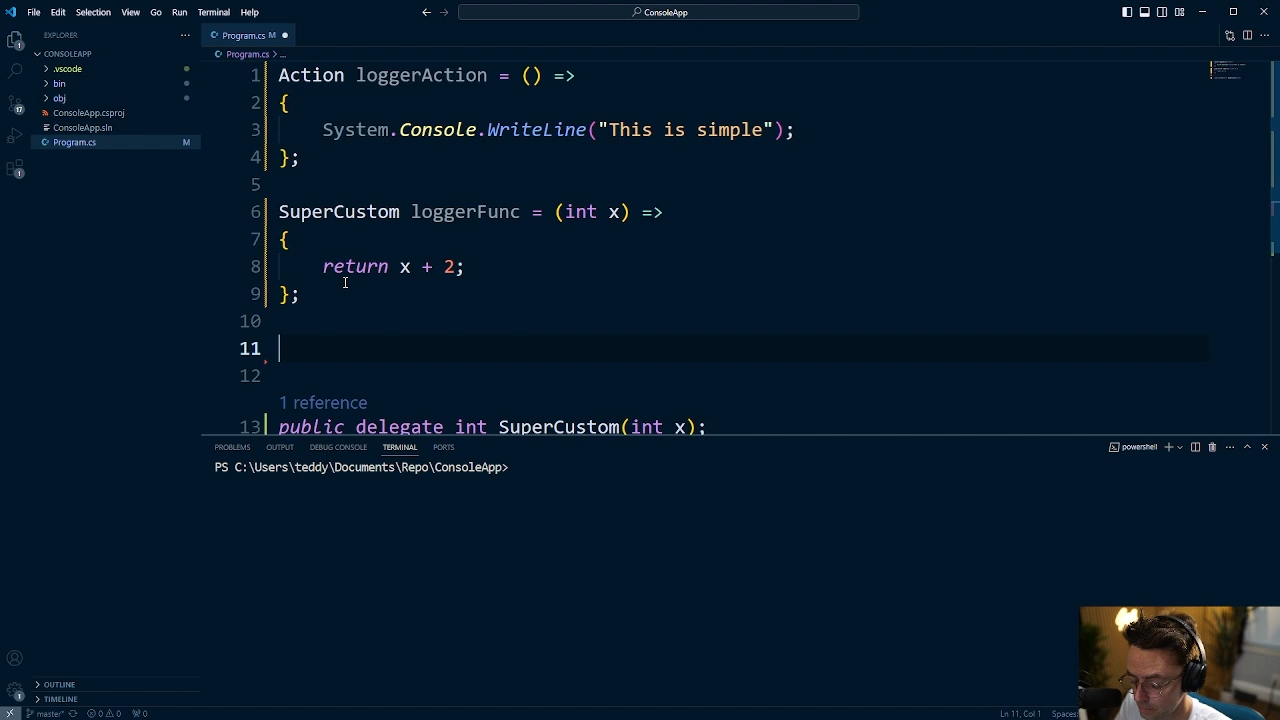 File Edit Selection View Go Run Terminal Help
ConsoleApp
EXPLORER
CONSOLEAPP
.vscode
bin
obj
ConsoleApp.csproj
ConsoleApp.sln
Program.cs M
OUTLINE
TIMELINE
Program.cs M
Program.cs > ...
1 Action loggerAction = () =>
2 {
3 System.Console.WriteLine("This is simple");
4 };
5
6 SuperCustom loggerFunc = (int x) =>
7 {
8 return x + 2;
9 };
10
11
12
1 reference
13 public delegate int SuperCustom(int x);
PROBLEMS OUTPUT DEBUG CONSOLE TERMINAL PORTS
powershell
PS C:\Users\teddy\Documents\Repo\ConsoleApp>
master* 0 0 0
Ln 11, Col 1 Spaces